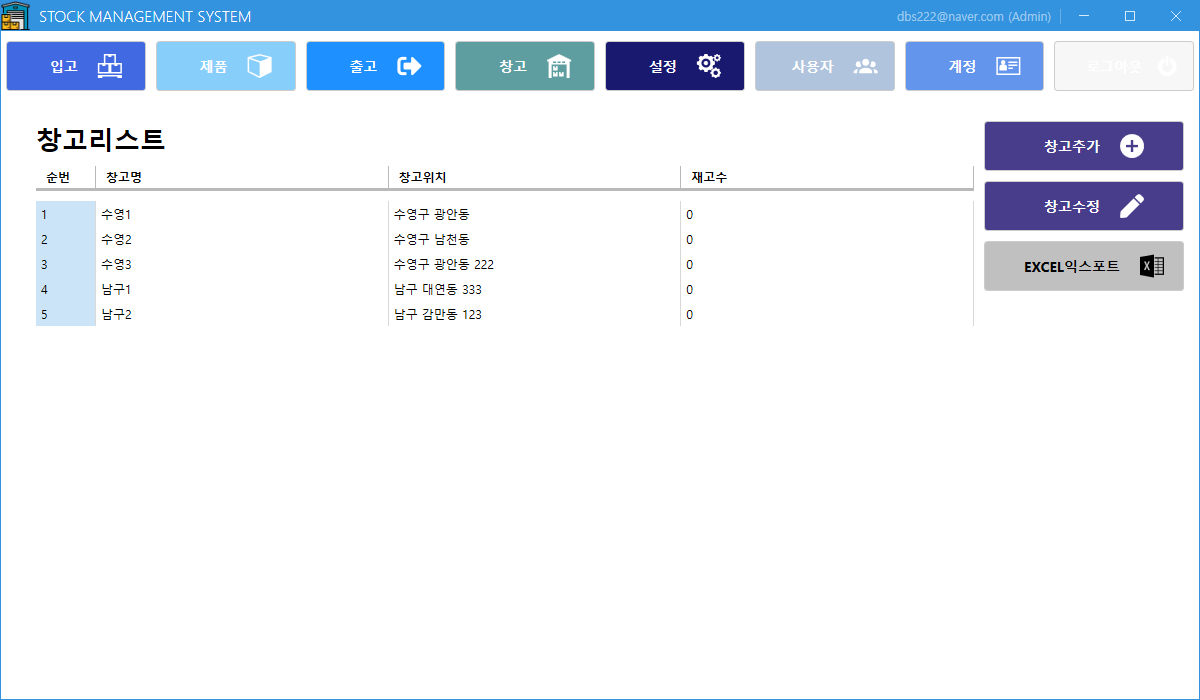 STOCK MANAGEMENT SYSTEM dbs222@naver.com (Admin)
입고 제품 출고 창고 설정 사용자 계정 로그아웃
창고리스트
창고추가
순번 창고명 창고위치 재고수
창고수정
1 수영1 수영구 광안동 0
2 수영2 수영구 남천동 0
3 수영3 수영구 광안동 222 0
EXCEL익스포트
4 남구1 남구 대연동 333 0
5 남구2 남구 감만동 123 0